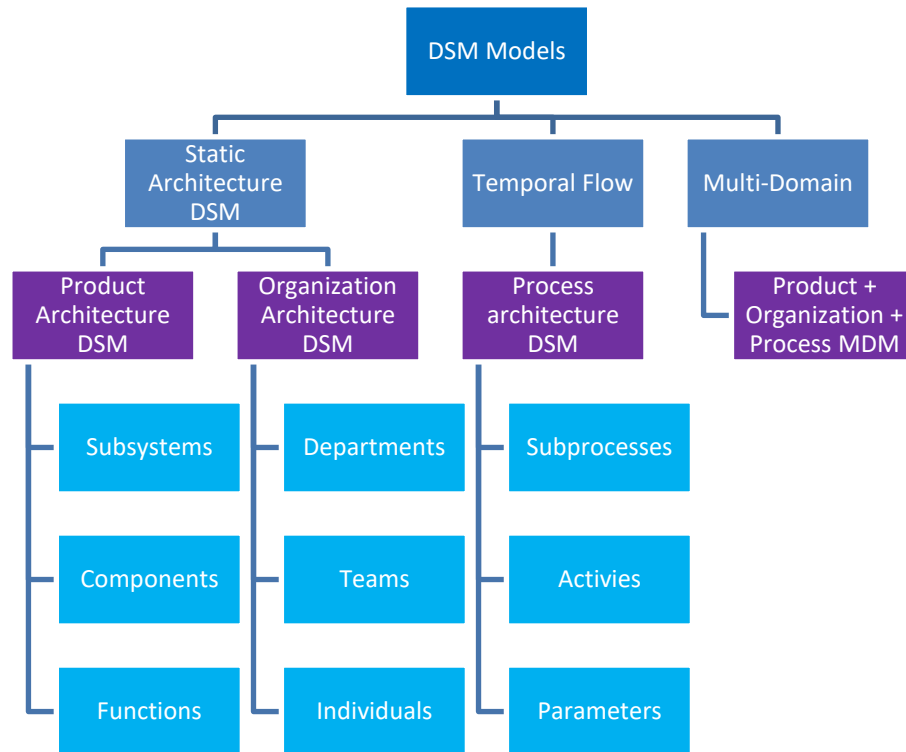 DSM Models
Static
Architecture
DSM
Temporal Flow
Multi-Domain
Product
Architecture
DSM
Organization
Architecture
DSM
Process
architecture
DSM
Product +
Organization +
Process MDM
Subsystems
Departments
Subprocesses
Components
Teams
Activies
Functions
Individuals
Parameters